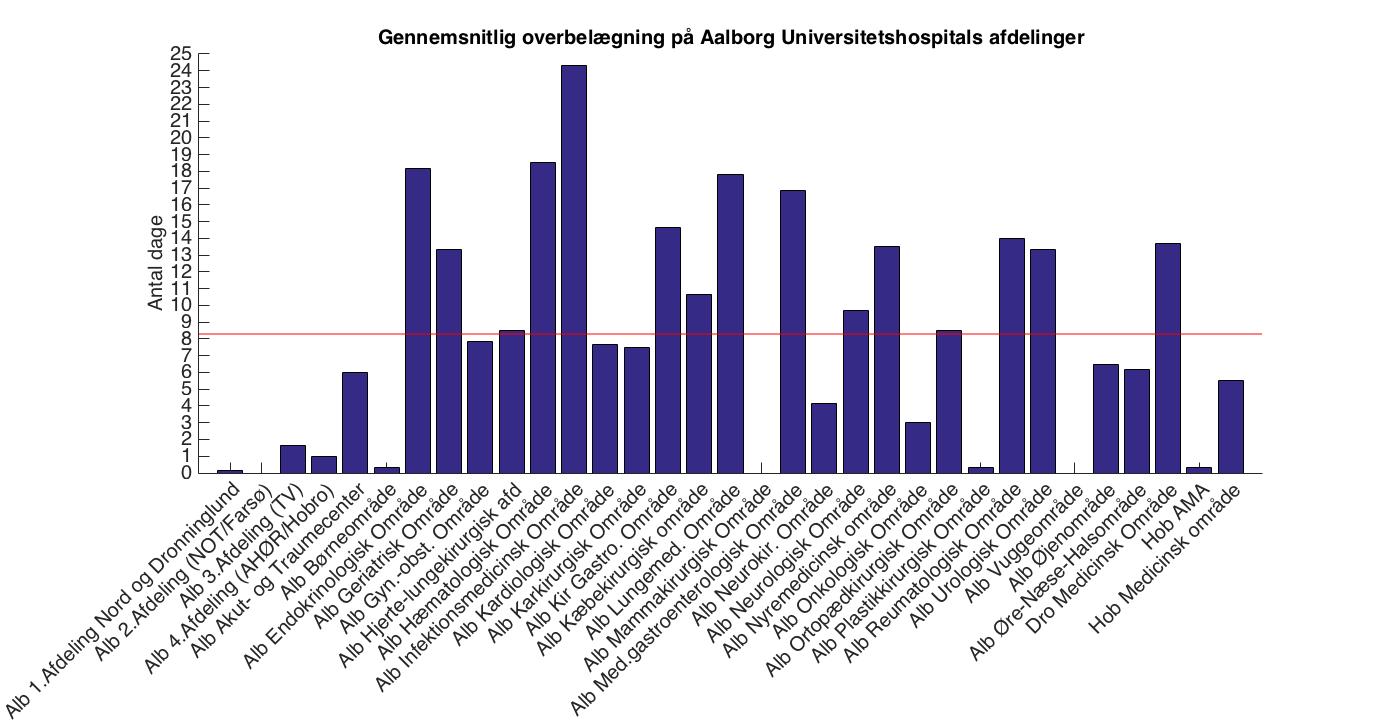 Gennemsnitlig overbelægning på Aalborg Universitetshospitals afdelinger
Antal dage
25
24
23
22
21
20
19
18
17
16
15
14
13
12
11
10
9
8
7
6
5
4
3
2
1
0
Alb 1.Afdeling Nord og Dronninglund
Alb 2.Afdeling (NOT/Farsø)
Alb 3.Afdeling (TV)
Alb 4.Afdeling (AHØR/Hobro)
Alb Akut- og Traumecenter
Alb Børneområde
Alb Endokrinologisk Område
Alb Geriatrisk Område
Alb Gyn.-obst. Område
Alb Hjerte-lungekirurgisk afd
Alb Hæmatologisk Område
Alb Infektionsmedicinsk Område
Alb Kardiologisk Område
Alb Karkirurgisk Område
Alb Kir Gastro. Område
Alb Kæbekirurgisk område
Alb Lungemed. Område
Alb Mammakirurgisk Område
Alb Med.gastroenterologisk Område
Alb Neurokir. Område
Alb Neurologisk Område
Alb Nyremedicinsk område
Alb Onkologisk Område
Alb Ortopædkirurgisk Område
Alb Plastikkirurgisk Område
Alb Reumatologisk Område
Alb Urologisk Område
Alb Vuggeområde
Alb Øjenområde
Alb Øre-Næse-Halsområde
Dro Medicinsk Område
Hob AMA
Hob Medicinsk område